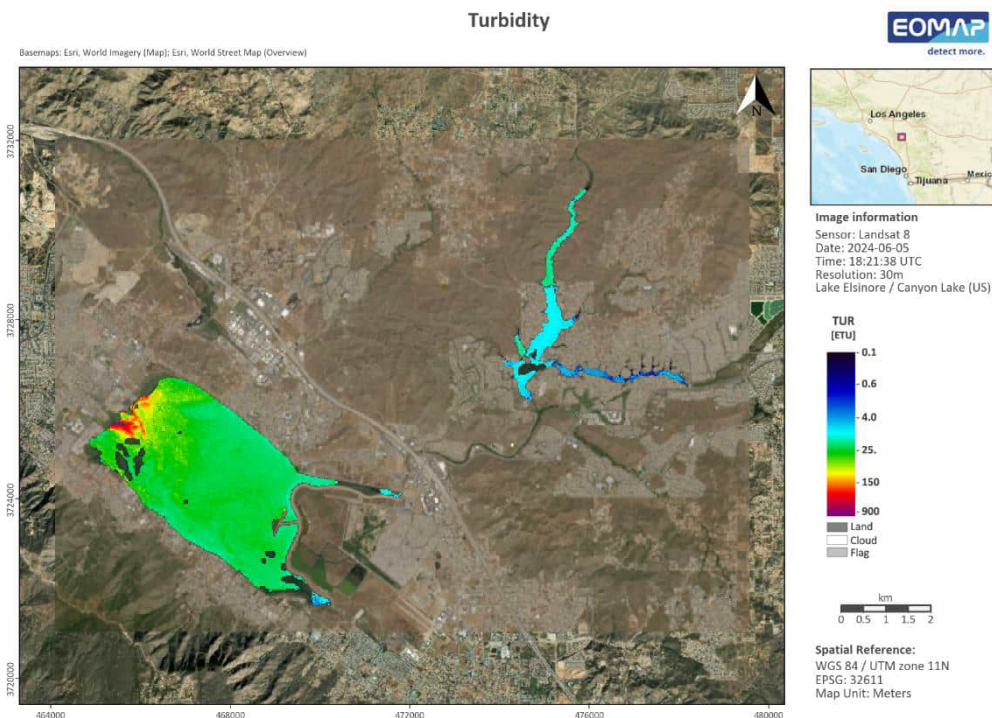 Turbidity
EOMAP
detect more.
Basemaps: Esri, World Imagery (Map); Esri, World Street Map (Overview)
N
Los Angeles
San Diego
Tijuana
Mexic
Image information
Sensor: Landsat 8
Date: 2024-06-05
Time: 18:21:38 UTC
Resolution: 30m
Lake Elsinore / Canyon Lake (US)
TUR
[ETU]
- 0.1
- 0.6
- 4.0
- 25.
- 150
- 900
Land
Cloud
Flag
km
0 0.5 1 1.5 2
Spatial Reference:
WGS 84 / UTM zone 11N
EPSG: 32611
Map Unit: Meters
3732000
3728000
3724000
3720000
464000 468000 472000 476000 480000